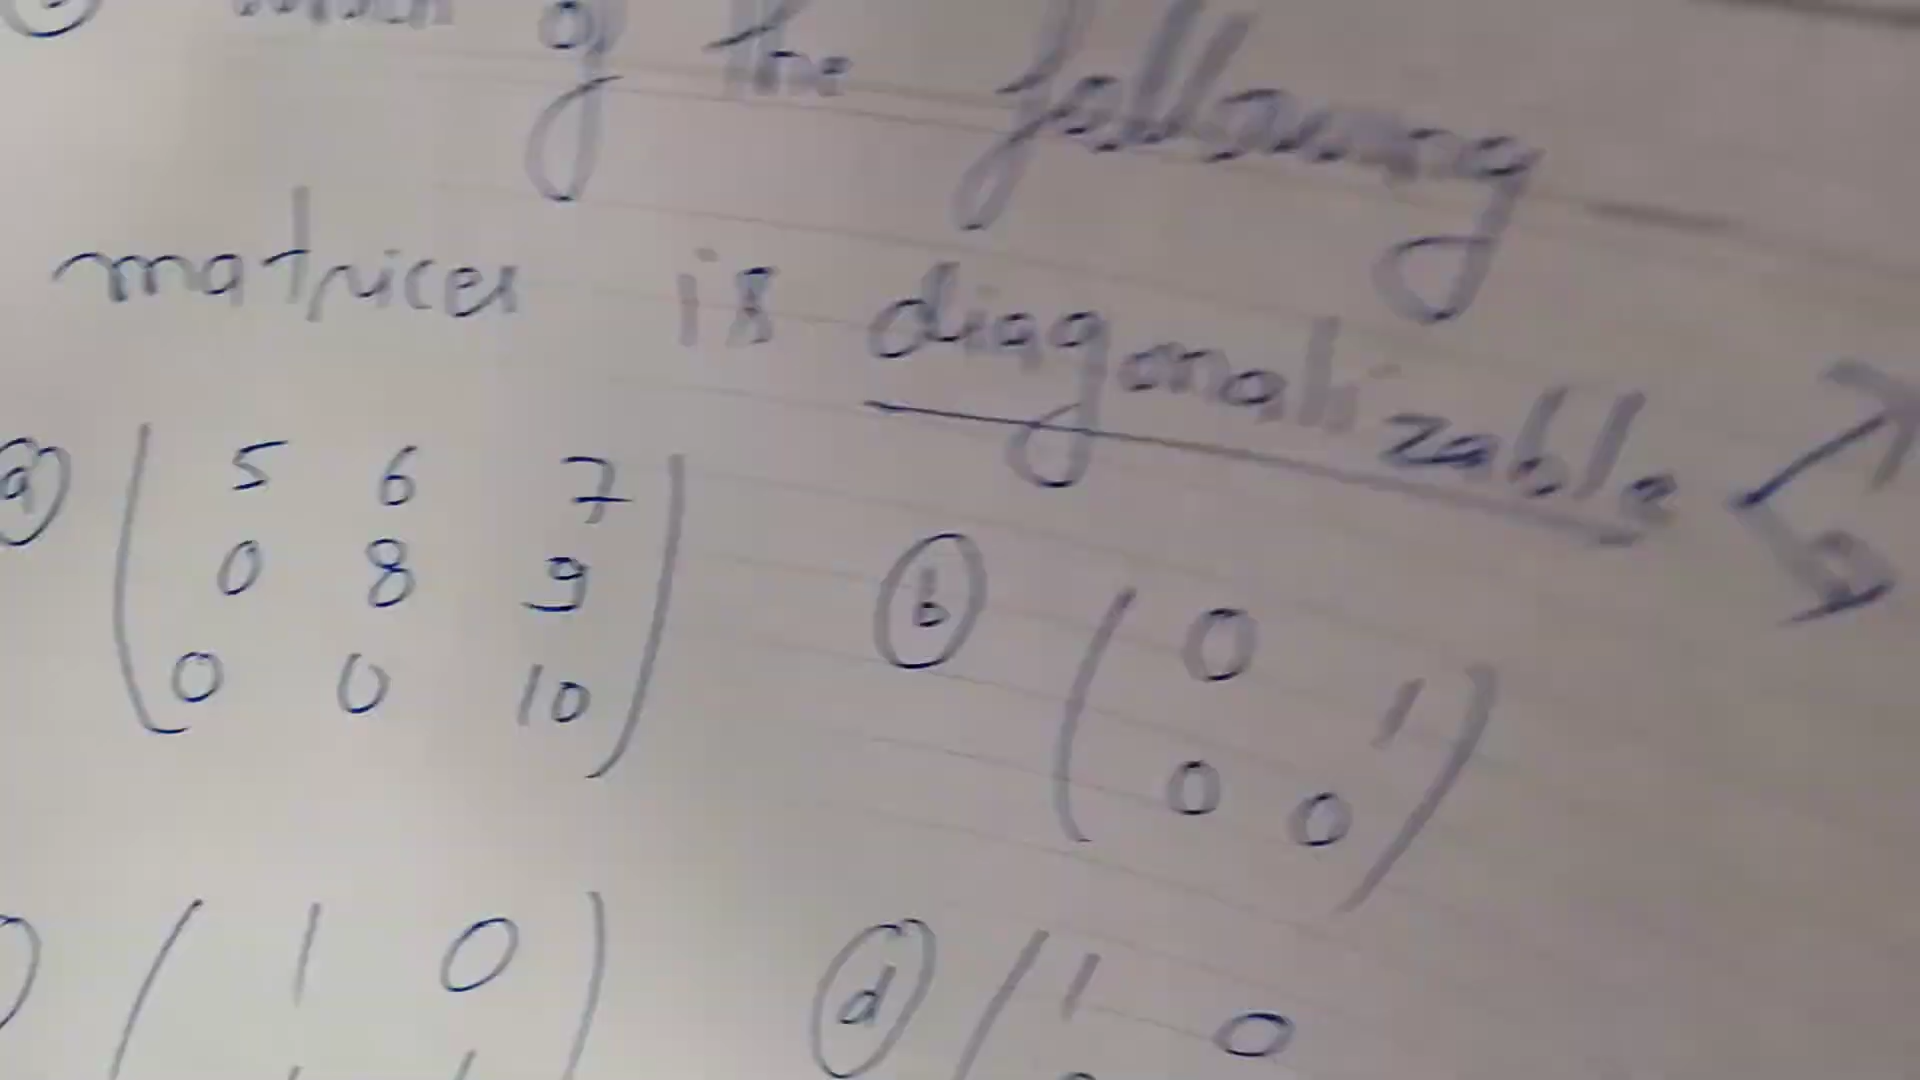 of the following
matrices is diagonalizable
(a) ( 5 6 7
0 8 9
0 0 10 )
(b) ( 0 1
0 0 )
( 1 0 )
(d) ( 1 0